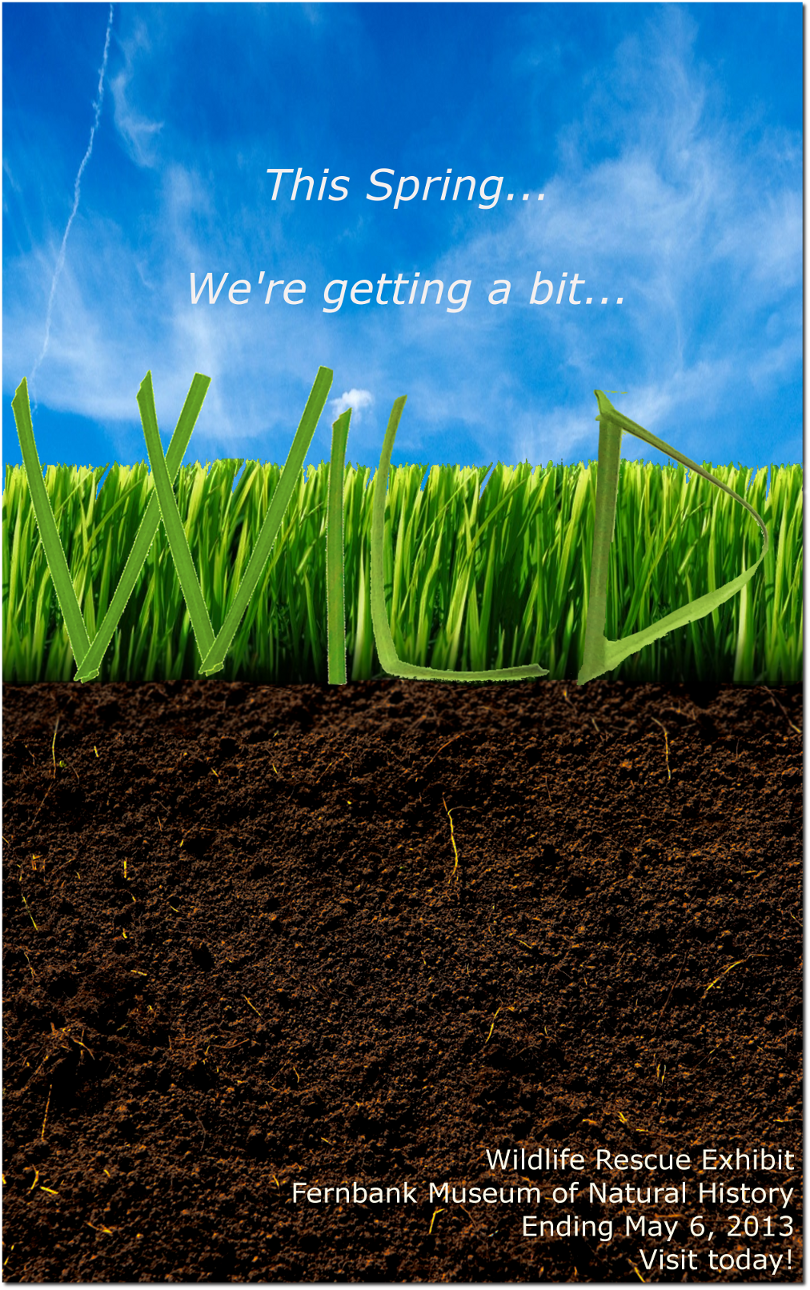 This Spring...
We're getting a bit...
WILD
Wildlife Rescue Exhibit
Fernbank Museum of Natural History
Ending May 6, 2013
Visit today!